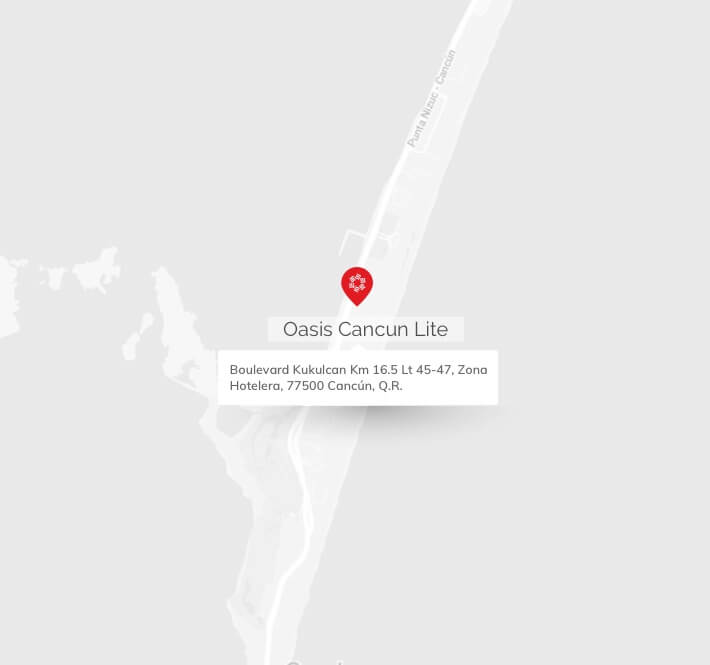 Punta Nizuc - Cancún
Oasis Cancun Lite
Boulevard Kukulcan Km 16.5 Lt 45-47, Zona
Hotelera, 77500 Cancún, Q.R.